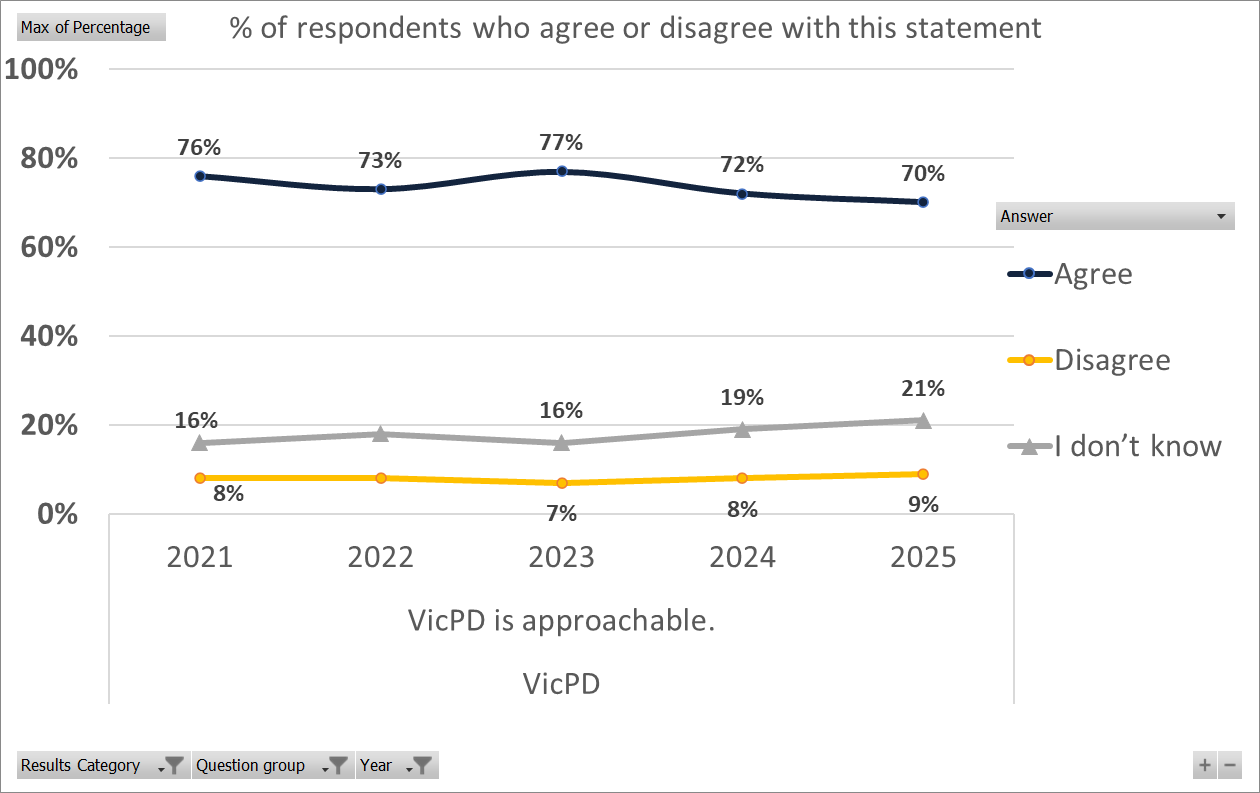 Max of Percentage
% of respondents who agree or disagree with this statement
100%
80%
60%
40%
20%
0%
76%
73%
77%
72%
70%
16%
16%
19%
21%
8%
7%
8%
9%
Answer
Agree
Disagree
I don’t know
2021 2022 2023 2024 2025
VicPD is approachable.
VicPD
Results Category Question group Year
+ −